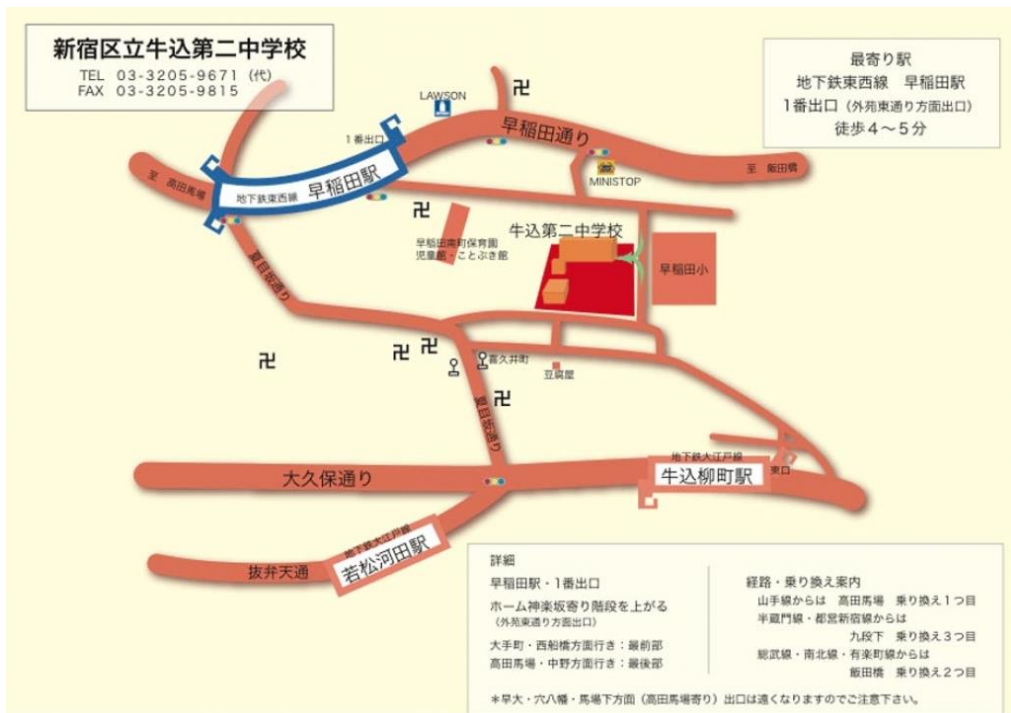 新宿区立牛込第二中学校
TEL 03-3205-9671（代）
FAX 03-3205-9815
最寄り駅
地下鉄東西線 早稲田駅
1番出口（外苑東通り方面出口）
徒歩4～5分
LAWSON
卍
早稲田通り
1番出口
至 高田馬場
地下鉄東西線 早稲田駅
MINISTOP
至 飯田橋
卍
牛込第二中学校
早稲田南町保育園
児童館・ことぶき館
早稲田小
夏目坂通り
卍
卍
卍
喜久井町
豆腐屋
卍
夏目坂通り
大久保通り
地下鉄大江戸線
牛込柳町駅
東口
地下鉄大江戸線
若松河田駅
抜弁天通
詳細
早稲田駅・1番出口
ホーム神楽坂寄り階段を上がる
（外苑東通り方面出口）
大手町・西船橋方面行き：最前部
高田馬場・中野方面行き：最後部
経路・乗り換え案内
山手線からは 高田馬場 乗り換え1つ目
半蔵門線・都営新宿線からは
九段下 乗り換え3つ目
総武線・南北線・有楽町線からは
飯田橋 乗り換え2つ目
＊早大・穴八幡・馬場下方面（高田馬場寄り）出口は遠くなりますのでご注意下さい。